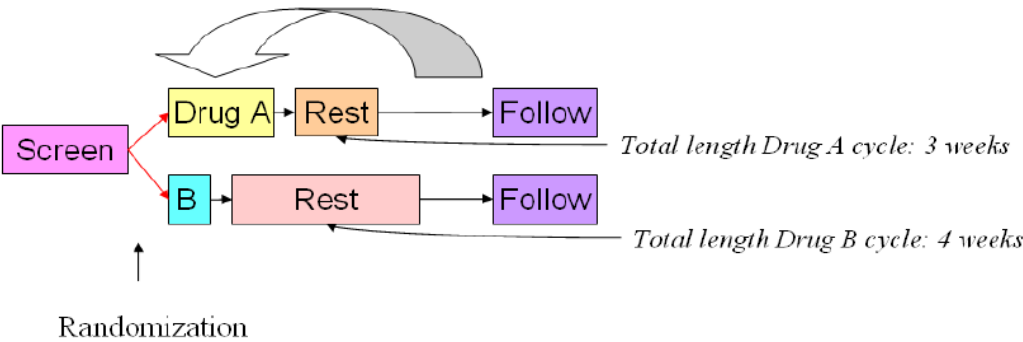 Drug A
Rest
Follow
Screen
Total length Drug A cycle: 3 weeks
B
Rest
Follow
Total length Drug B cycle: 4 weeks
Randomization